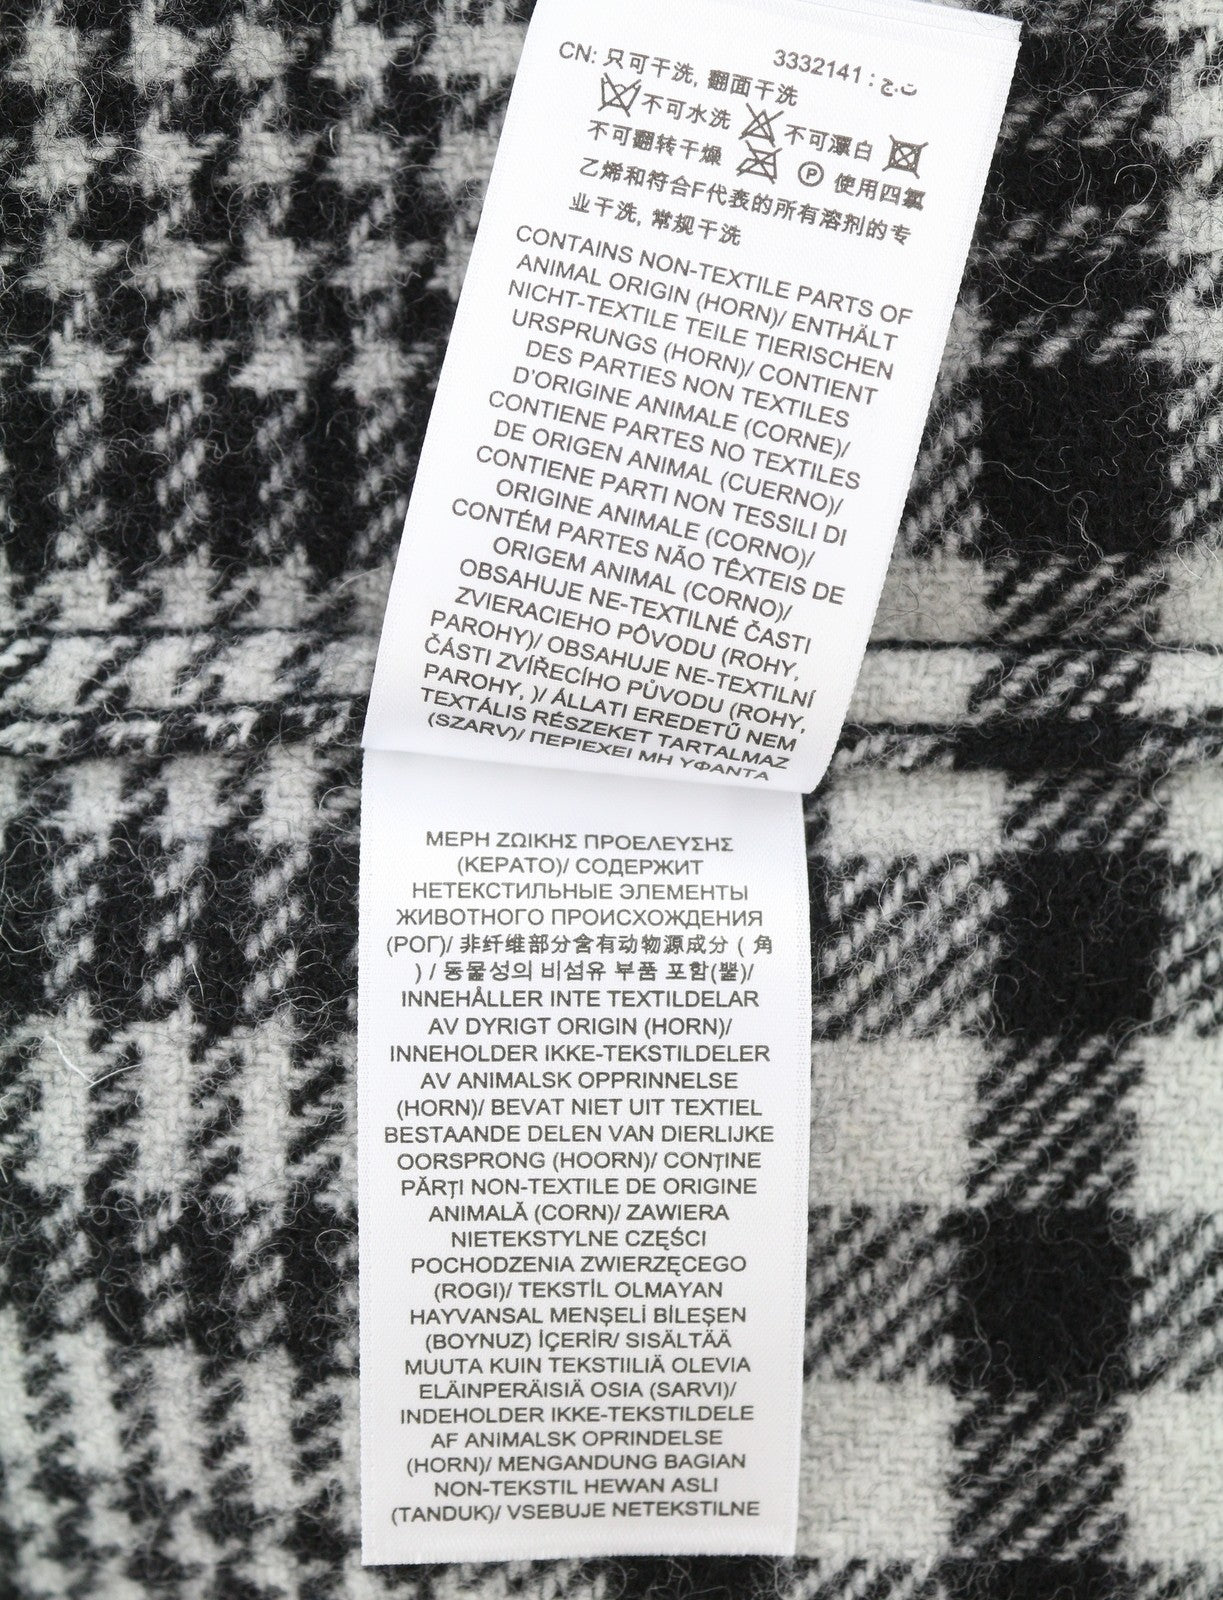 3332141 : ت.ج
CN: 只可干洗, 翻面干洗
不可水洗 不可漂白
不可翻转干燥 P 使用四氯
乙烯和符合F代表的所有溶剂的专
业干洗, 常规干洗
CONTAINS NON-TEXTILE PARTS OF
ANIMAL ORIGIN (HORN)/ ENTHÄLT
NICHT-TEXTILE TEILE TIERISCHEN
URSPRUNGS (HORN)/ CONTIENT
DES PARTIES NON TEXTILES
D'ORIGINE ANIMALE (CORNE)/
CONTIENE PARTES NO TEXTILES
DE ORIGEN ANIMAL (CUERNO)/
CONTIENE PARTI NON TESSILI DI
ORIGINE ANIMALE (CORNO)/
CONTÉM PARTES NÃO TÊXTEIS DE
ORIGEM ANIMAL (CORNO)/
OBSAHUJE NE-TEXTILNÉ ČASTI
ZVIERACIEHO PÔVODU (ROHY,
PAROHY)/ OBSAHUJE NE-TEXTILNÍ
ČÁSTI ZVÍŘECÍHO PŮVODU (ROHY,
PAROHY, )/ ÁLLATI EREDETŰ NEM
TEXTÁLIS RÉSZEKET TARTALMAZ
(SZARV)/ ΠΕΡΙΕΧΕΙ ΜΗ ΥΦΑΝΤΑ
ΜΕΡΗ ΖΩΙΚΗΣ ΠΡΟΕΛΕΥΣΗΣ
(ΚΕΡΑΤΟ)/ СОДЕРЖИТ
НЕТЕКСТИЛЬНЫЕ ЭЛЕМЕНТЫ
ЖИВОТНОГО ПРОИСХОЖДЕНИЯ
(РОГ)/ 非纤维部分含有动物源成分 ( 角
) / 동물성의 비섬유 부품 포함(뿔)/
INNEHÅLLER INTE TEXTILDELAR
AV DYRIGT ORIGIN (HORN)/
INNEHOLDER IKKE-TEKSTILDELER
AV ANIMALSK OPPRINNELSE
(HORN)/ BEVAT NIET UIT TEXTIEL
BESTAANDE DELEN VAN DIERLIJKE
OORSPRONG (HOORN)/ CONȚINE
PĂRȚI NON-TEXTILE DE ORIGINE
ANIMALĂ (CORN)/ ZAWIERA
NIETEKSTYLNE CZĘŚCI
POCHODZENIA ZWIERZĘCEGO
(ROGI)/ TEKSTİL OLMAYAN
HAYVANSAL MENŞELİ BİLEŞEN
(BOYNUZ) İÇERİR/ SISÄLTÄÄ
MUUTA KUIN TEKSTIILIÄ OLEVIA
ELÄINPERÄISIÄ OSIA (SARVI)/
INDEHOLDER IKKE-TEKSTILDELE
AF ANIMALSK OPRINDELSE
(HORN)/ MENGANDUNG BAGIAN
NON-TEKSTIL HEWAN ASLI
(TANDUK)/ VSEBUJE NETEKSTILNE